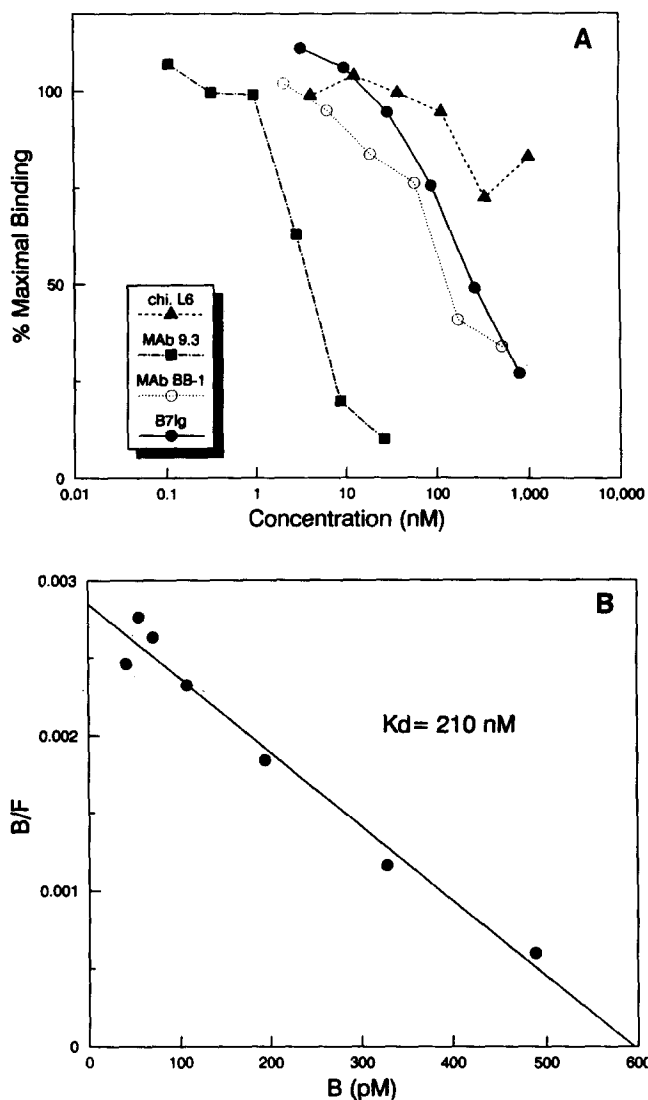 A
100
50
0
% Maximal Binding
chi. L6
MAb 9.3
MAb BB-1
B7Ig
0.01 0.1 1 10 100 1,000 10,000
Concentration (nM)
B
0.003
0.002
0.001
0
B/F
Kd= 210 nM
0 100 200 300 400 500 600
B (pM)